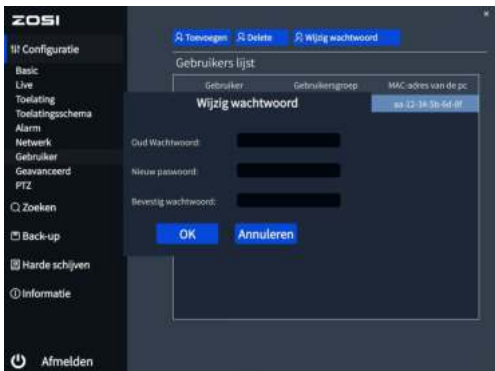 ZOSI
Configuratie
Basic
Live
Toelating
Toelatingsschema
Alarm
Netwerk
Gebruiker
Geavanceerd
PTZ
Zoeken
Back-up
Harde schijven
Informatie
Afmelden
Toevoegen Delete Wijzig wachtwoord
Gebruikers lijst
Gebruiker Gebruikersgroep MAC-adres van de pc
Wijzig wachtwoord
Oud Wachtwoord:
Nieuw paswoord:
Bevestig wachtwoord:
OK Annuleren